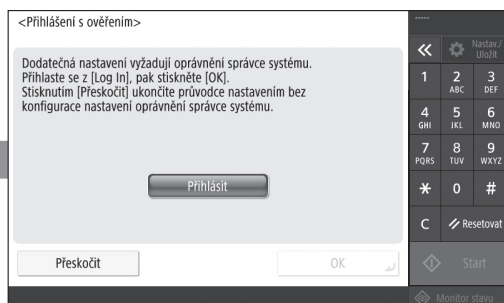 <Přihlášení s ověřením>
Dodatečná nastavení vyžadují oprávnění správce systému.
Přihlaste se z [Log In], pak stiskněte [OK].
Stisknutím [Přeskočit] ukončíte průvodce nastavením bez
konfigurace nastavení oprávnění správce systému.
Přihlásit
Přeskočit
OK
-----
«
Nastav./
Uložit
1 2 3
ABC DEF
4 5 6
GHI JKL MNO
7 8 9
PQRS TUV WXYZ
* 0 #
C Resetovat
Start
Monitor stavu